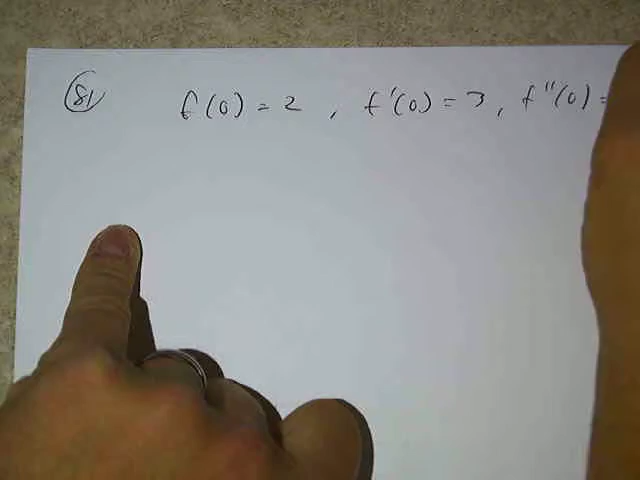 81 f(0) = 2 , f'(0) = 3 , f''(0) =